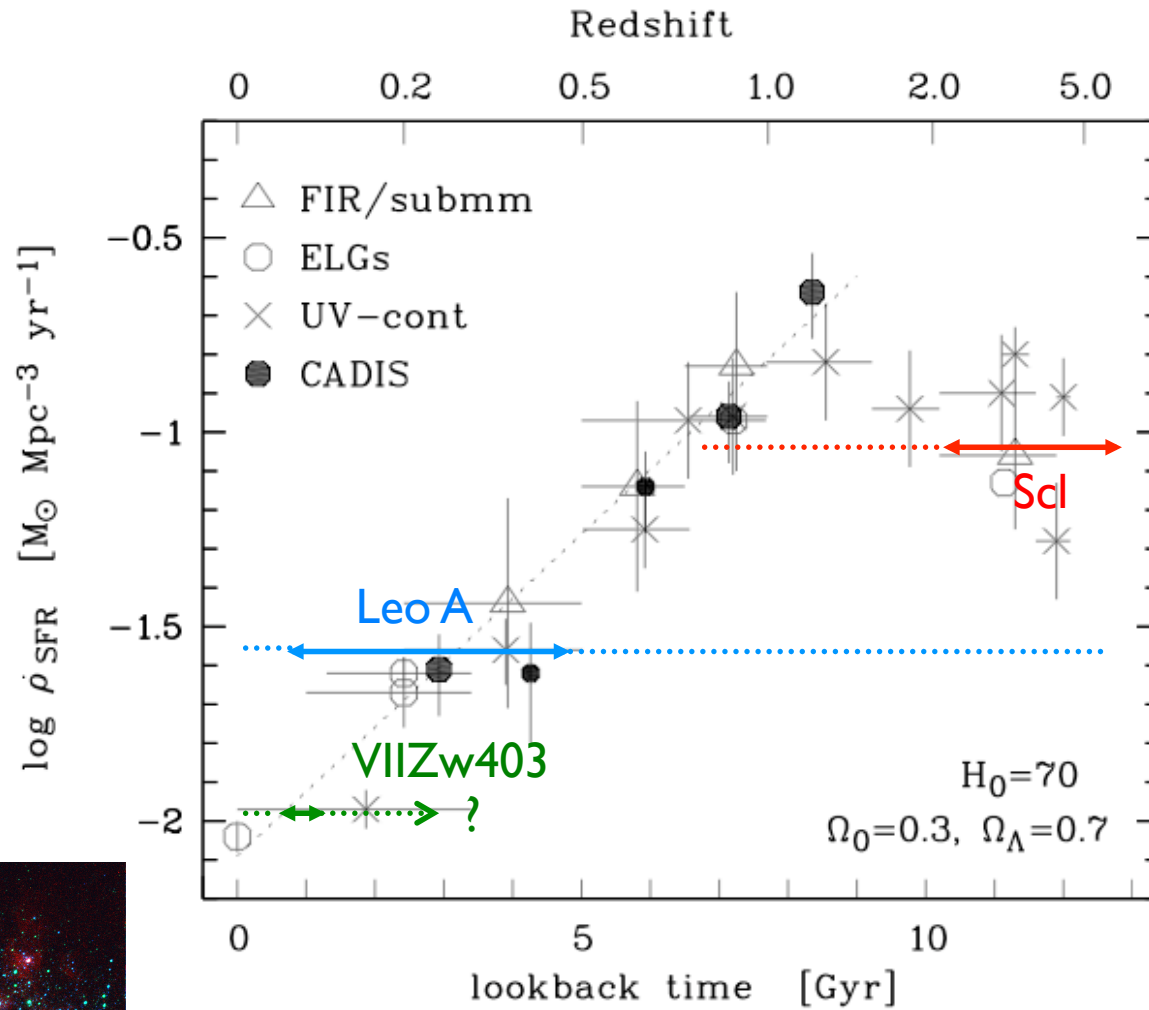 Redshift
0 0.2 0.5 1.0 2.0 5.0
FIR/submm
ELGs
UV-cont
CADIS
-0.5
-1
-1.5
-2
log ρ̇ SFR [M⊙ Mpc⁻³ yr⁻¹]
Scl
Leo A
VIIZw403
?
H₀=70
Ω₀=0.3, Ω_Λ=0.7
0 5 10
lookback time [Gyr]